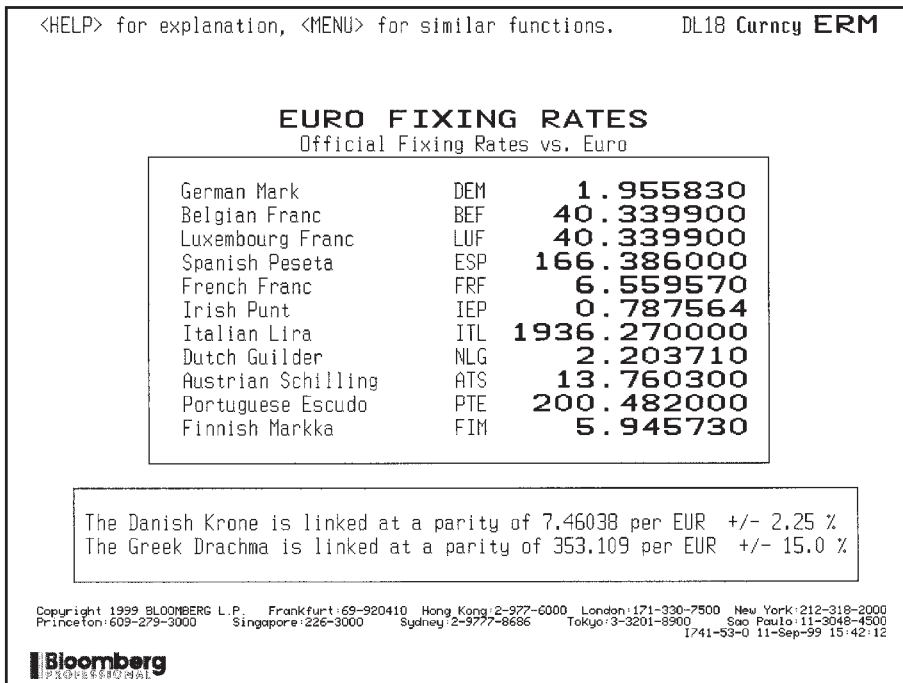 <HELP> for explanation, <MENU> for similar functions. DL18 Curncy ERM
EURO FIXING RATES
Official Fixing Rates vs. Euro
German Mark DEM 1.955830
Belgian Franc BEF 40.339900
Luxembourg Franc LUF 40.339900
Spanish Peseta ESP 166.386000
French Franc FRF 6.559570
Irish Punt IEP 0.787564
Italian Lira ITL 1936.270000
Dutch Guilder NLG 2.203710
Austrian Schilling ATS 13.760300
Portuguese Escudo PTE 200.482000
Finnish Markka FIM 5.945730
The Danish Krone is linked at a parity of 7.46038 per EUR +/- 2.25 %
The Greek Drachma is linked at a parity of 353.109 per EUR +/- 15.0 %
Copyright 1999 BLOOMBERG L.P. Frankfurt:69-920410 Hong Kong:2-977-6000 London:171-330-7500 New York:212-318-2000
Princeton:609-279-3000 Singapore:226-3000 Sydney:2-9777-8686 Tokyo:3-3201-8900 Sao Paulo:11-3048-4500
I741-53-0 11-Sep-99 15:42:12
Bloomberg
PROFESSIONAL